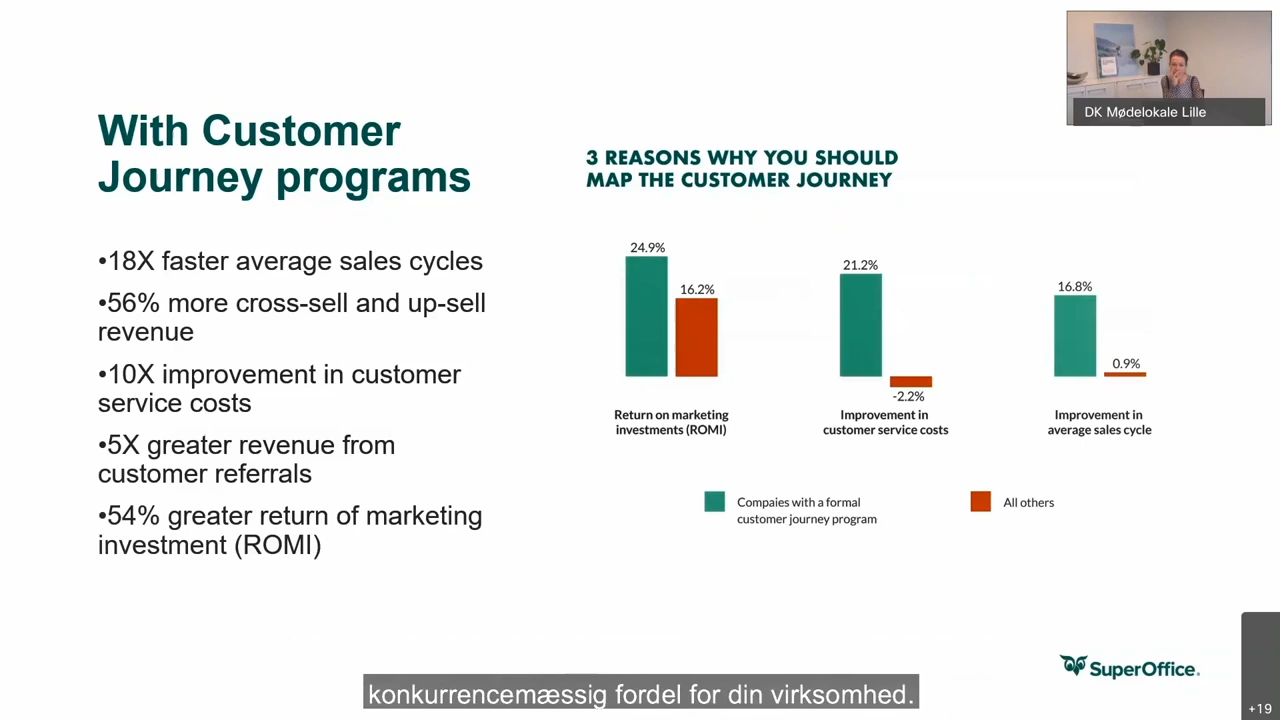 DK Mødelokale Lille
With Customer
Journey programs
•18X faster average sales cycles
•56% more cross-sell and up-sell
revenue
•10X improvement in customer
service costs
•5X greater revenue from
customer referrals
•54% greater return of marketing
investment (ROMI)
3 REASONS WHY YOU SHOULD
MAP THE CUSTOMER JOURNEY
24.9%
16.2%
Return on marketing
investments (ROMI)
21.2%
-2.2%
Improvement in
customer service costs
16.8%
0.9%
Improvement in
average sales cycle
Compaies with a formal
customer journey program
All others
SuperOffice.
konkurrencemæssig fordel for din virksomhed.
+19